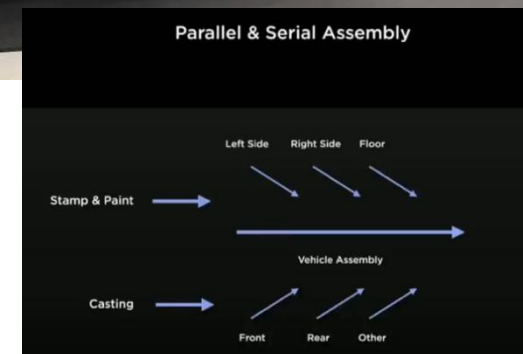 Parallel & Serial Assembly
Left Side Right Side Floor
Stamp & Paint
Vehicle Assembly
Casting
Front Rear Other